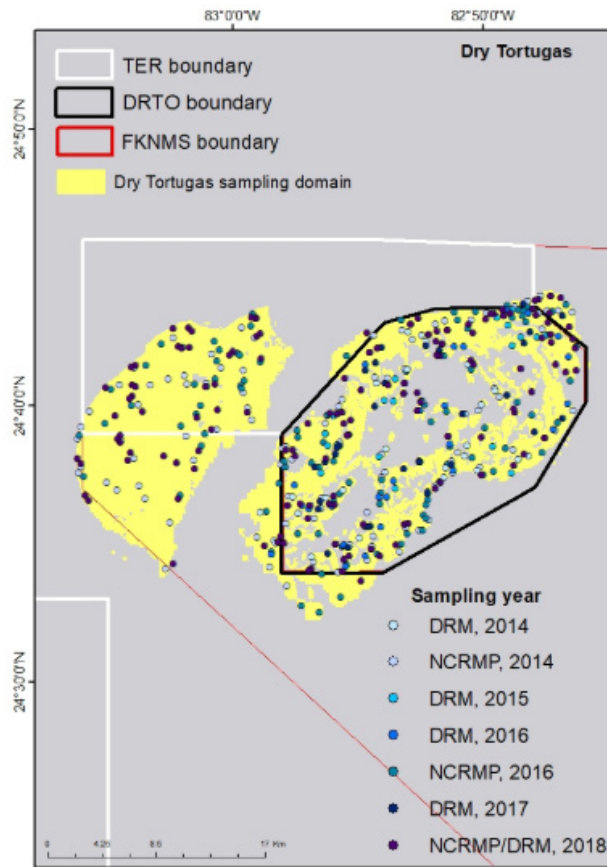 83°0'0"W 82°50'0"W
Dry Tortugas
TER boundary
DRTO boundary
FKNMS boundary
Dry Tortugas sampling domain
24°50'0"N
24°40'0"N
24°30'0"N
Sampling year
DRM, 2014
NCRMP, 2014
DRM, 2015
DRM, 2016
NCRMP, 2016
DRM, 2017
NCRMP/DRM, 2018
0 4.25 8.5 17 Km